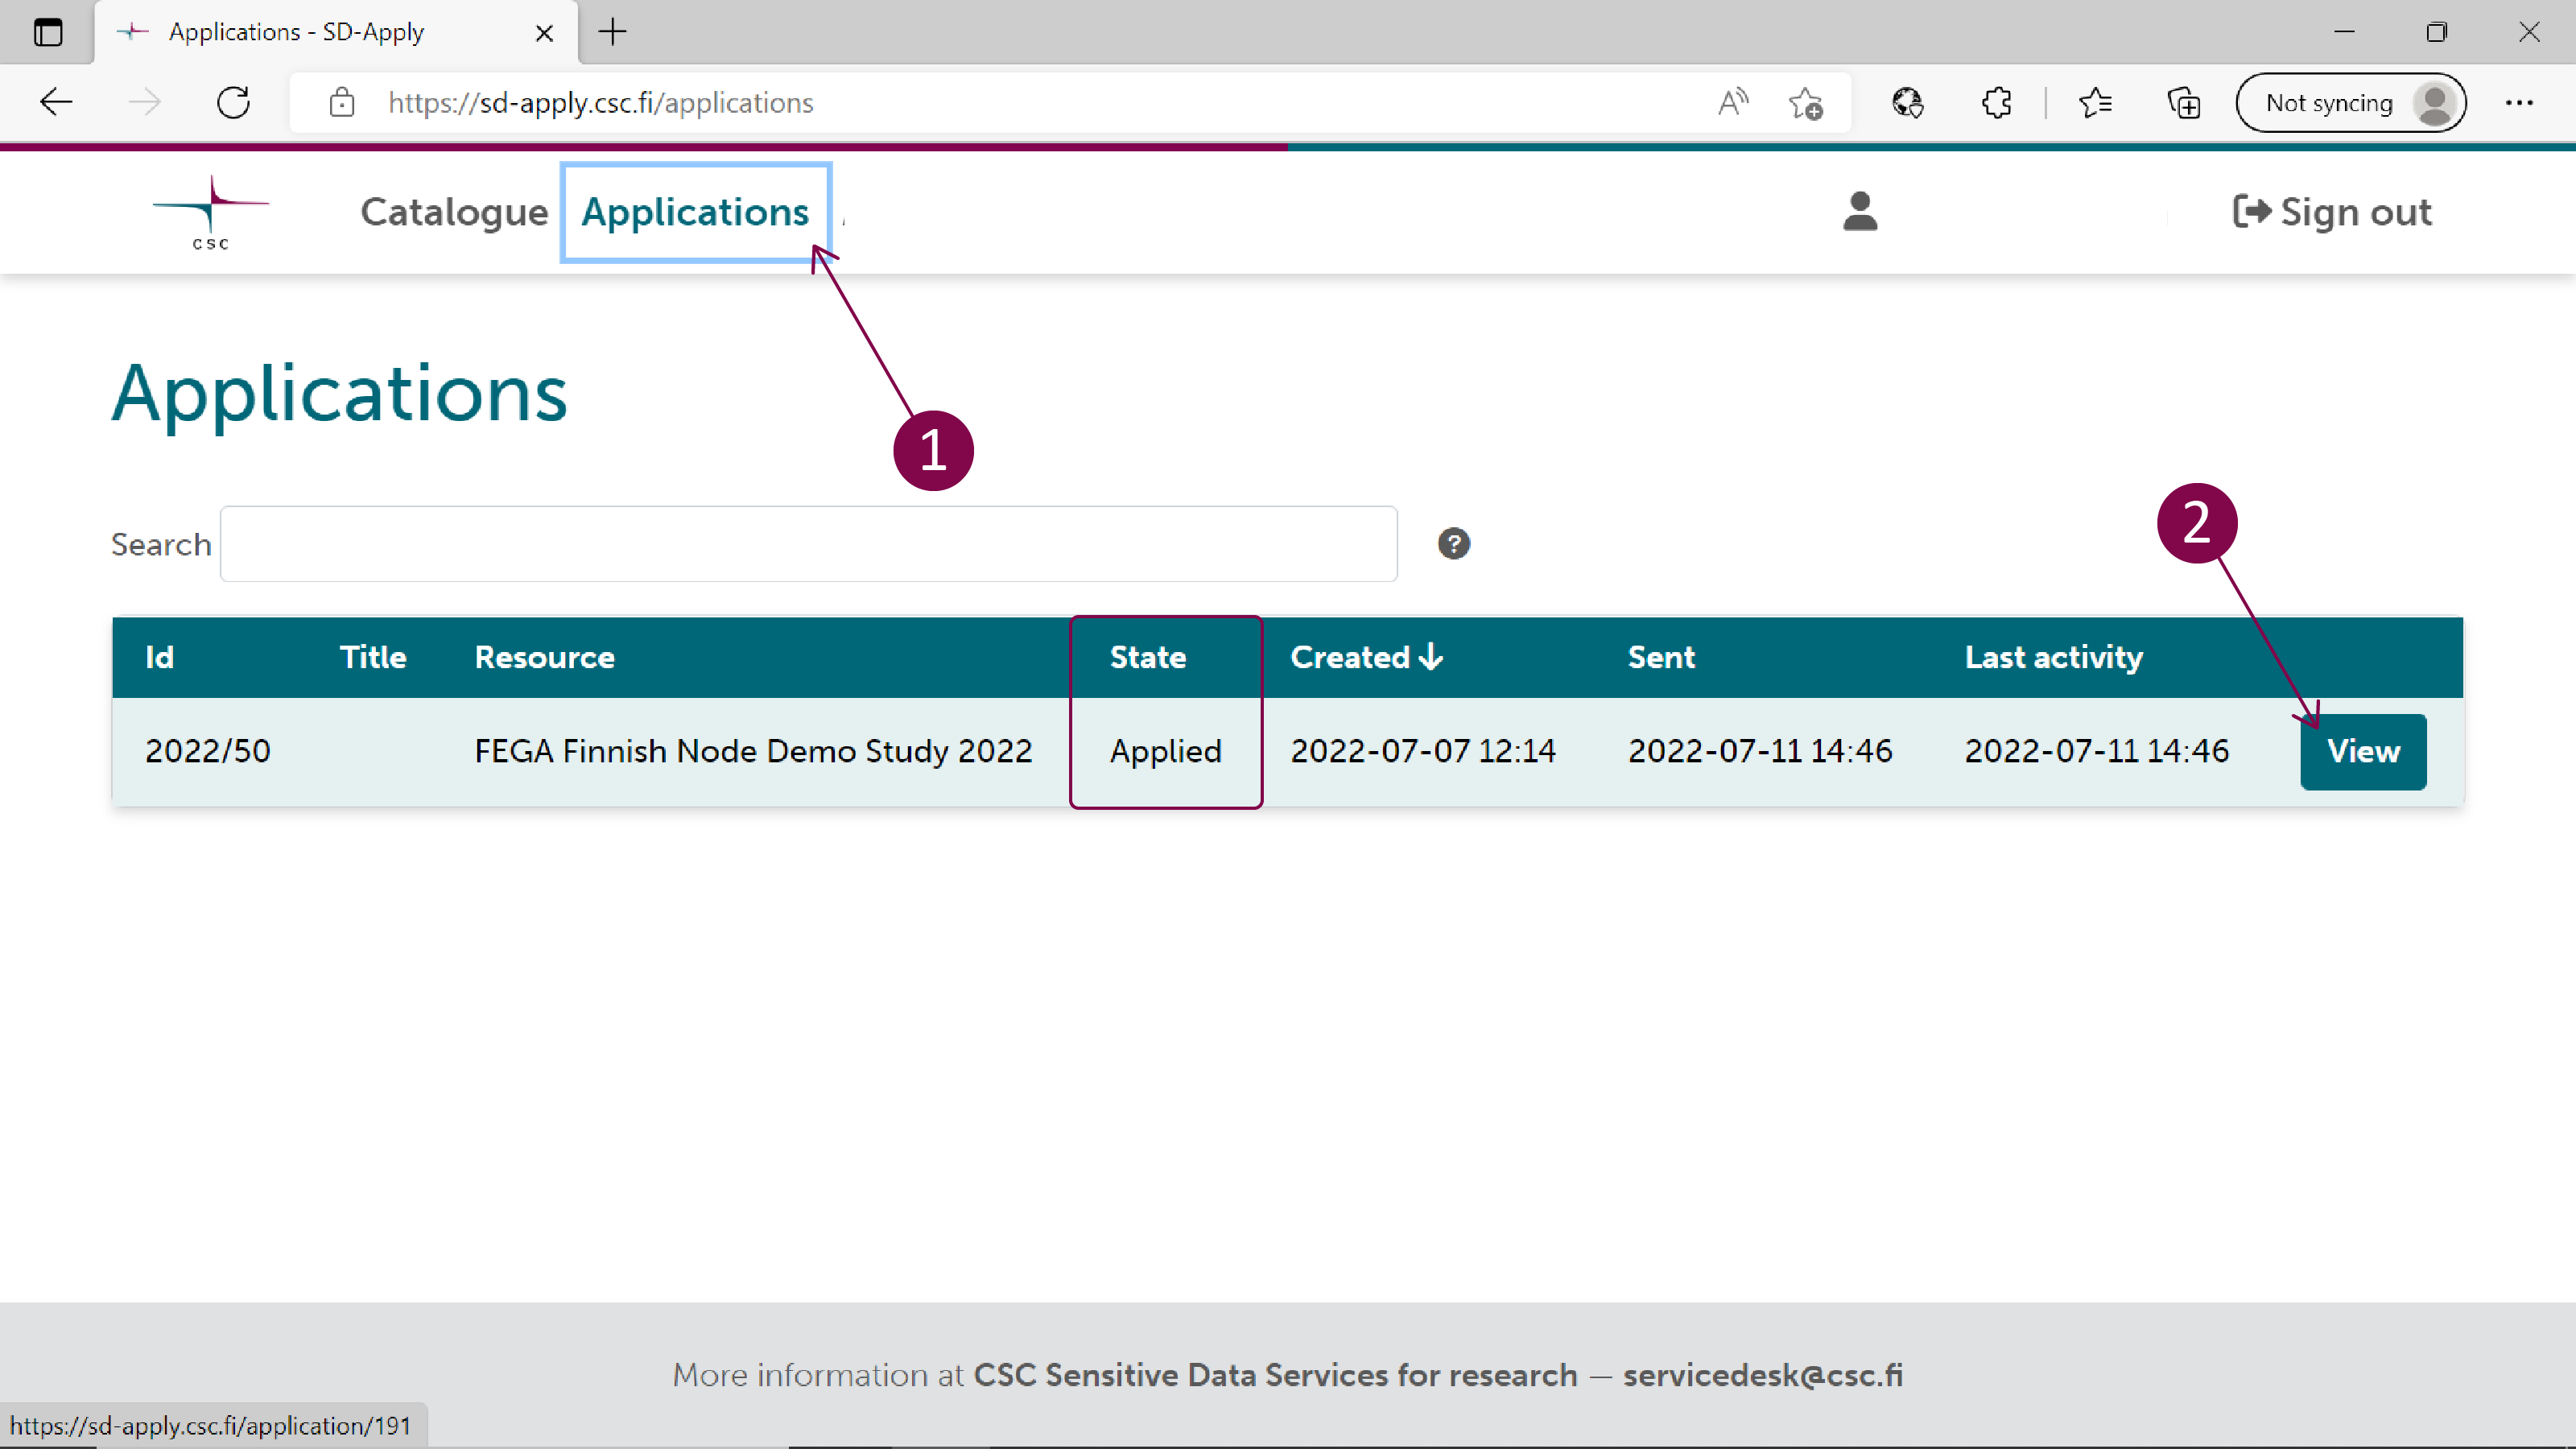 Applications - SD-Apply
https://sd-apply.csc.fi/applications
Not syncing
CSC
Catalogue Applications
Sign out
Applications
1
2
Search
?
Id Title Resource State Created ↓ Sent Last activity
2022/50 FEGA Finnish Node Demo Study 2022 Applied 2022-07-07 12:14 2022-07-11 14:46 2022-07-11 14:46 View
More information at CSC Sensitive Data Services for research — servicedesk@csc.fi
https://sd-apply.csc.fi/application/191